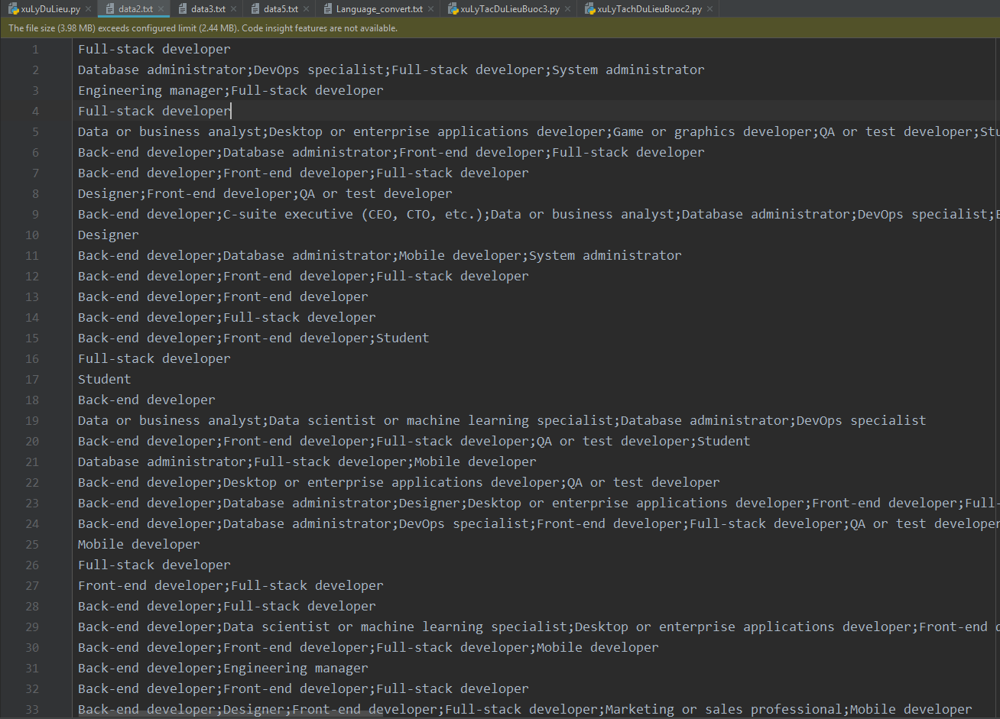 xuLyDuLieu.py data2.txt data3.txt data5.txt Language_convert.txt xuLyTacDuLieuBuoc3.py xuLyTachDuLieuBuoc2.py
The file size (3.98 MB) exceeds configured limit (2.44 MB). Code insight features are not available.
1 Full-stack developer
2 Database administrator;DevOps specialist;Full-stack developer;System administrator
3 Engineering manager;Full-stack developer
4 Full-stack developer
5 Data or business analyst;Desktop or enterprise applications developer;Game or graphics developer;QA or test developer;Stu
6 Back-end developer;Database administrator;Front-end developer;Full-stack developer
7 Back-end developer;Front-end developer;Full-stack developer
8 Designer;Front-end developer;QA or test developer
9 Back-end developer;C-suite executive (CEO, CTO, etc.);Data or business analyst;Database administrator;DevOps specialist;
10 Designer
11 Back-end developer;Database administrator;Mobile developer;System administrator
12 Back-end developer;Front-end developer;Full-stack developer
13 Back-end developer;Front-end developer
14 Back-end developer;Full-stack developer
15 Back-end developer;Front-end developer;Student
16 Full-stack developer
17 Student
18 Back-end developer
19 Data or business analyst;Data scientist or machine learning specialist;Database administrator;DevOps specialist
20 Back-end developer;Front-end developer;Full-stack developer;QA or test developer;Student
21 Database administrator;Full-stack developer;Mobile developer
22 Back-end developer;Desktop or enterprise applications developer;QA or test developer
23 Back-end developer;Database administrator;Designer;Desktop or enterprise applications developer;Front-end developer;Full-
24 Back-end developer;Database administrator;DevOps specialist;Front-end developer;Full-stack developer;QA or test developer
25 Mobile developer
26 Full-stack developer
27 Front-end developer;Full-stack developer
28 Back-end developer;Full-stack developer
29 Back-end developer;Data scientist or machine learning specialist;Desktop or enterprise applications developer;Front-end d
30 Back-end developer;Front-end developer;Full-stack developer;Mobile developer
31 Back-end developer;Engineering manager
32 Back-end developer;Front-end developer;Full-stack developer
33 Back-end developer;Designer;Front-end developer;Full-stack developer;Marketing or sales professional;Mobile developer